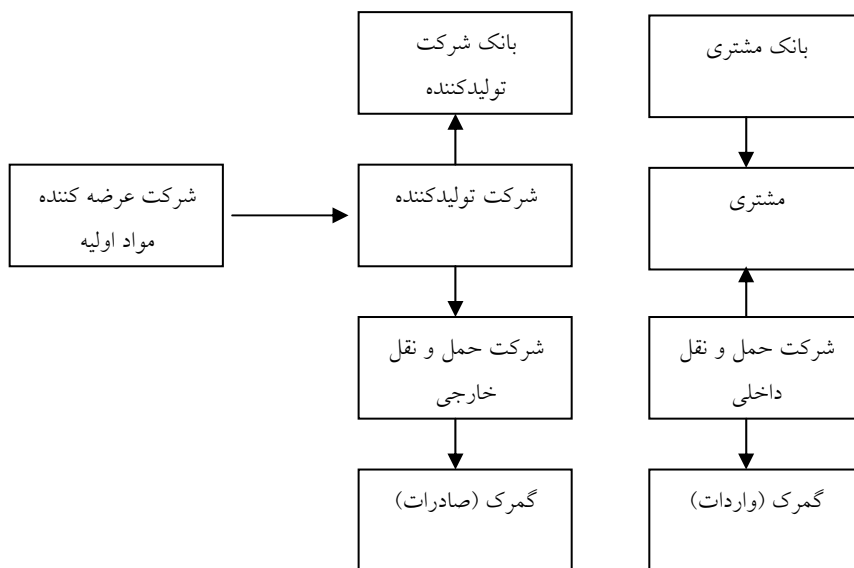 بانک مشتری
بانک شرکت
تولیدکننده
مشتری
شرکت تولیدکننده
شرکت عرضه کننده
مواد اولیه
شرکت حمل و نقل
داخلی
شرکت حمل و نقل
خارجی
گمرک (واردات)
گمرک (صادرات)